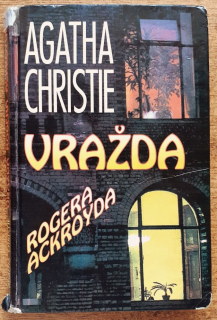 AGATHA
CHRISTIE
VRAŽDA
ROGERA
ACKROYDA